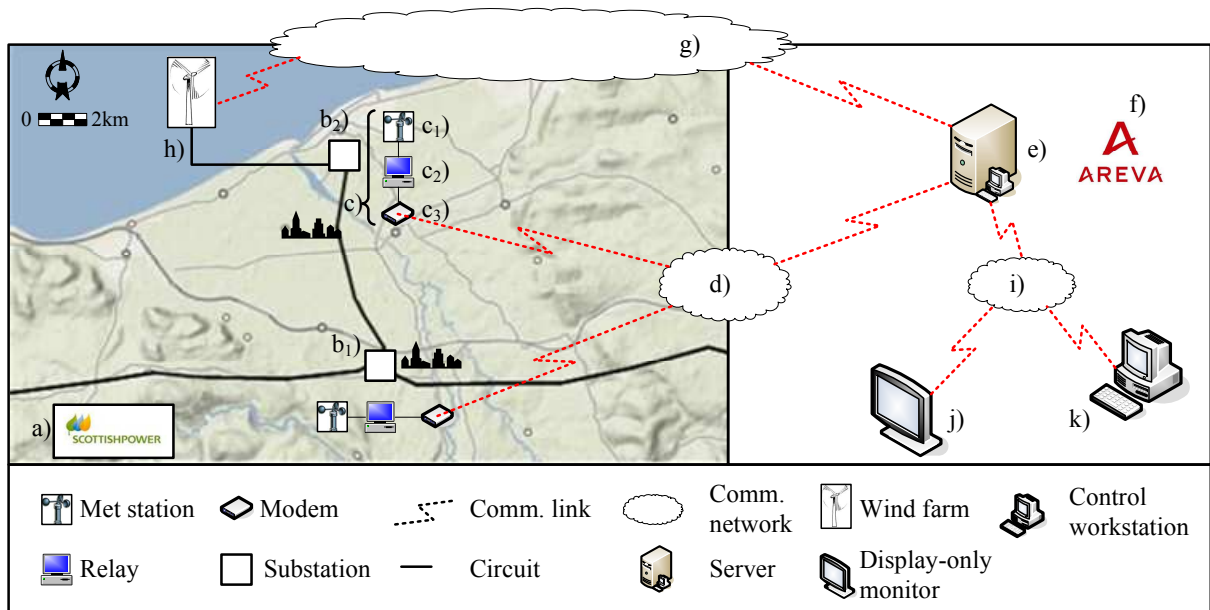 g)
f)
0 2km
b2)
c1)
h)
e)
AREVA
c2)
c)
c3)
d)
i)
b1)
a)
SCOTTISHPOWER
j)
k)
Met station
Modem
Comm. link
Comm.
network
Wind farm
Control
workstation
Relay
Substation
Circuit
Server
Display-only
monitor